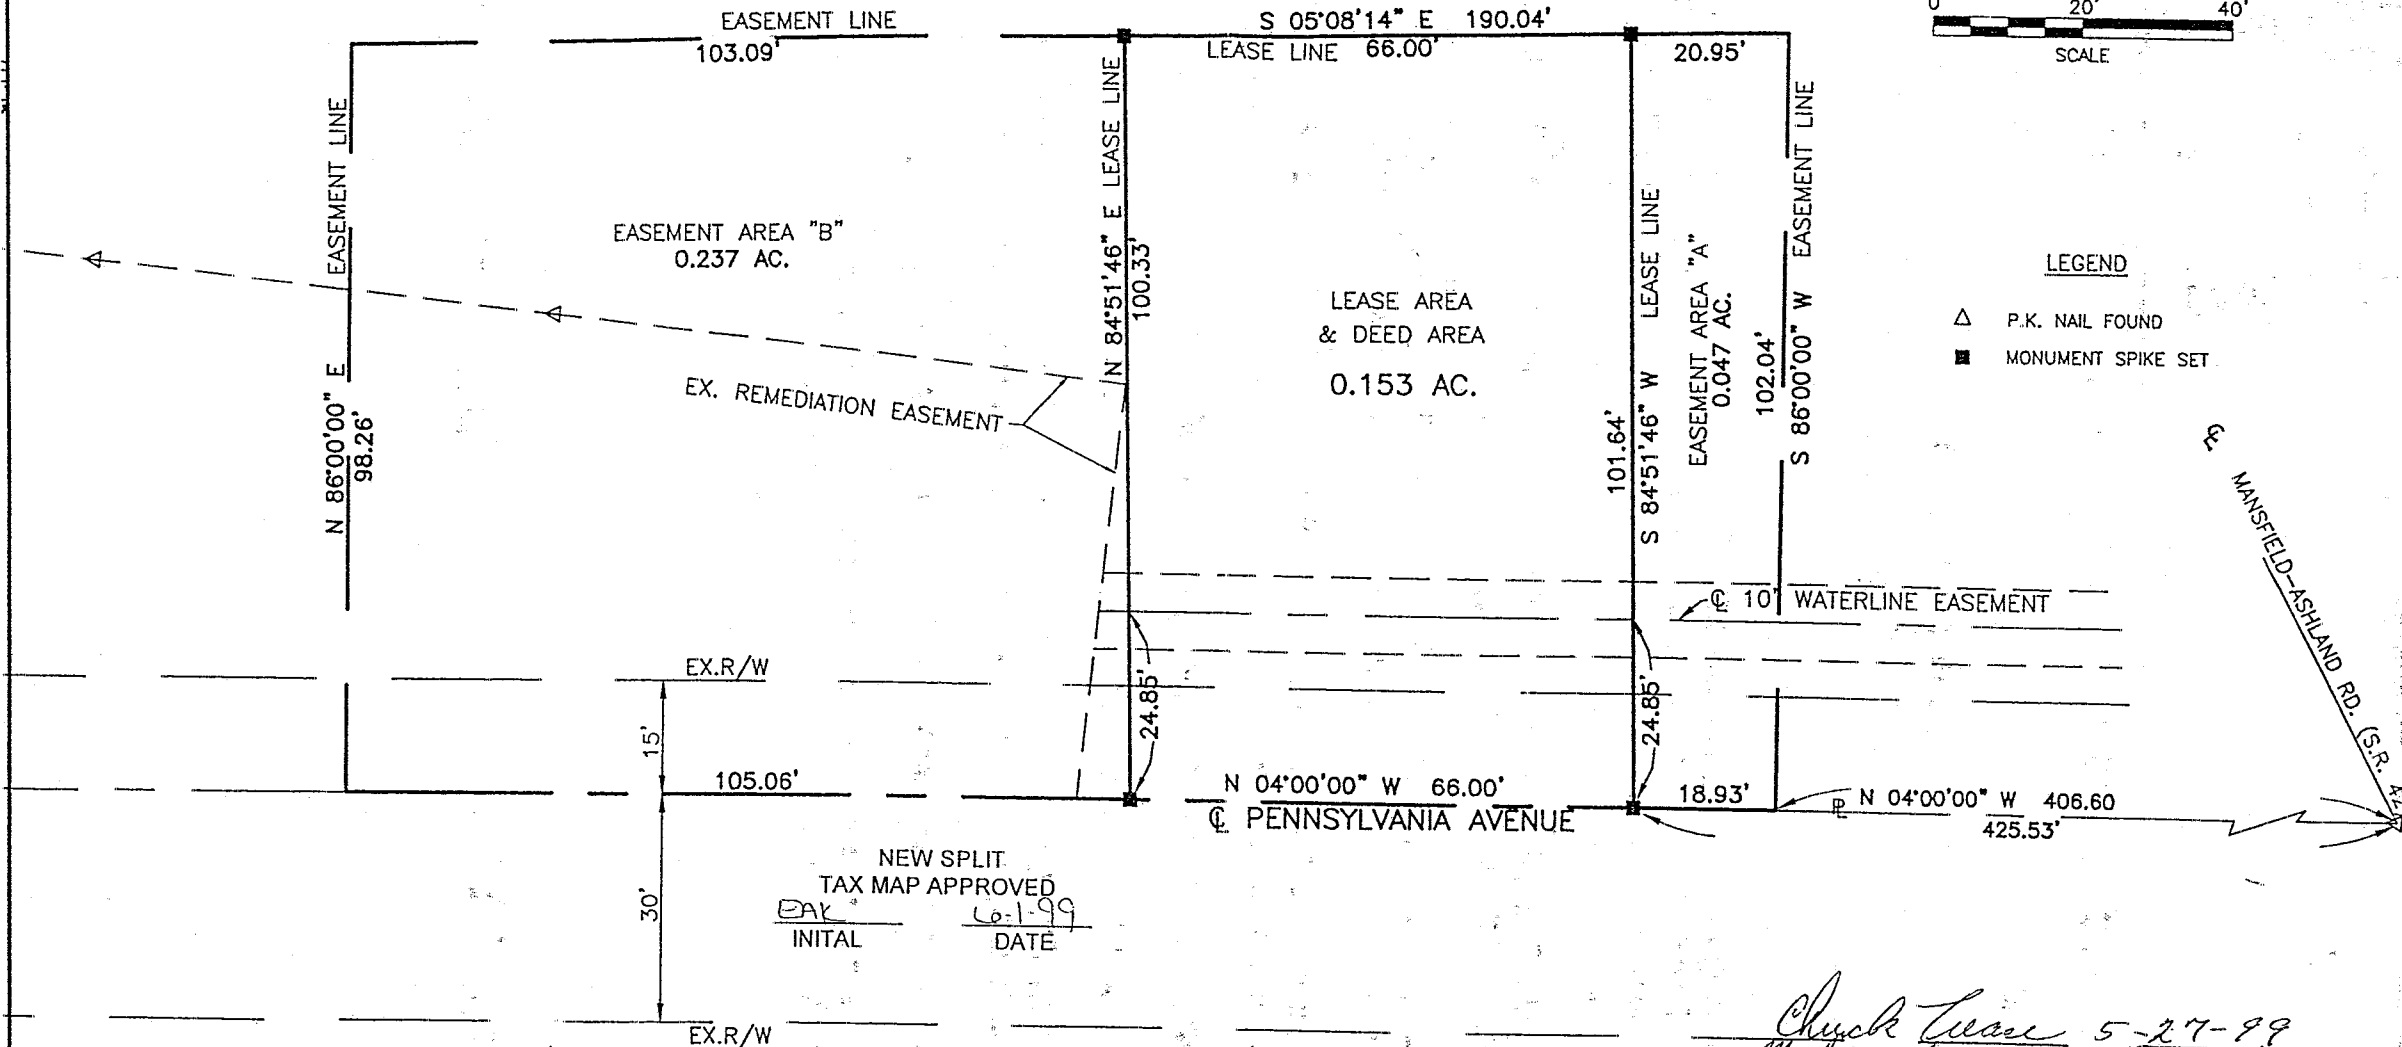 EASEMENT LINE
103.09'
S 05°08'14" E 190.04'
LEASE LINE 66.00'
20.95'
0 20' 40'
SCALE
EASEMENT LINE
N 86°00'00" E
98.26'
EASEMENT AREA "B"
0.237 AC.
EX. REMEDIATION EASEMENT
N 84°51'46" E LEASE LINE
100.33'
LEASE AREA
& DEED AREA
0.153 AC.
101.64'
S 84°51'46" W LEASE LINE
EASEMENT AREA "A"
0.047 AC.
102.04'
S 86°00'00" W EASEMENT LINE
LEGEND
P.K. NAIL FOUND
MONUMENT SPIKE SET
℄ MANSFIELD-ASHLAND RD. (S.R. 42
℄ 10' WATERLINE EASEMENT
EX.R/W
15'
24.85'
24.85'
105.06'
N 04°00'00" W 66.00'
℄ PENNSYLVANIA AVENUE
18.93'
N 04°00'00" W 406.60
425.53'
30'
NEW SPLIT
TAX MAP APPROVED
EAK 6-1-99
INITAL DATE
EX.R/W
Chuck 5-27-99